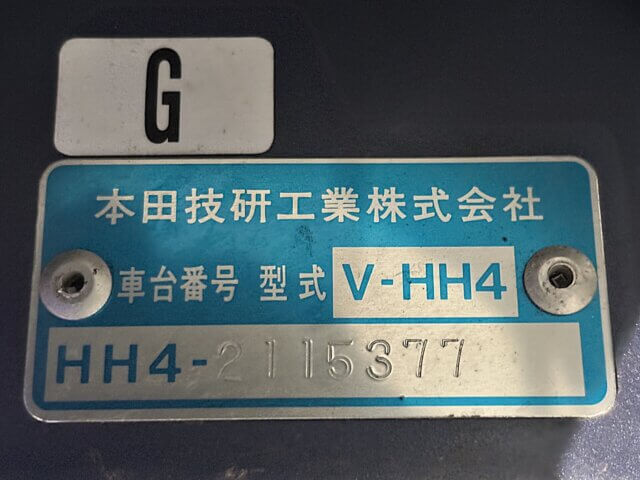 G
本田技研工業株式会社
車台番号 型式 V-HH4
HH4-2115377